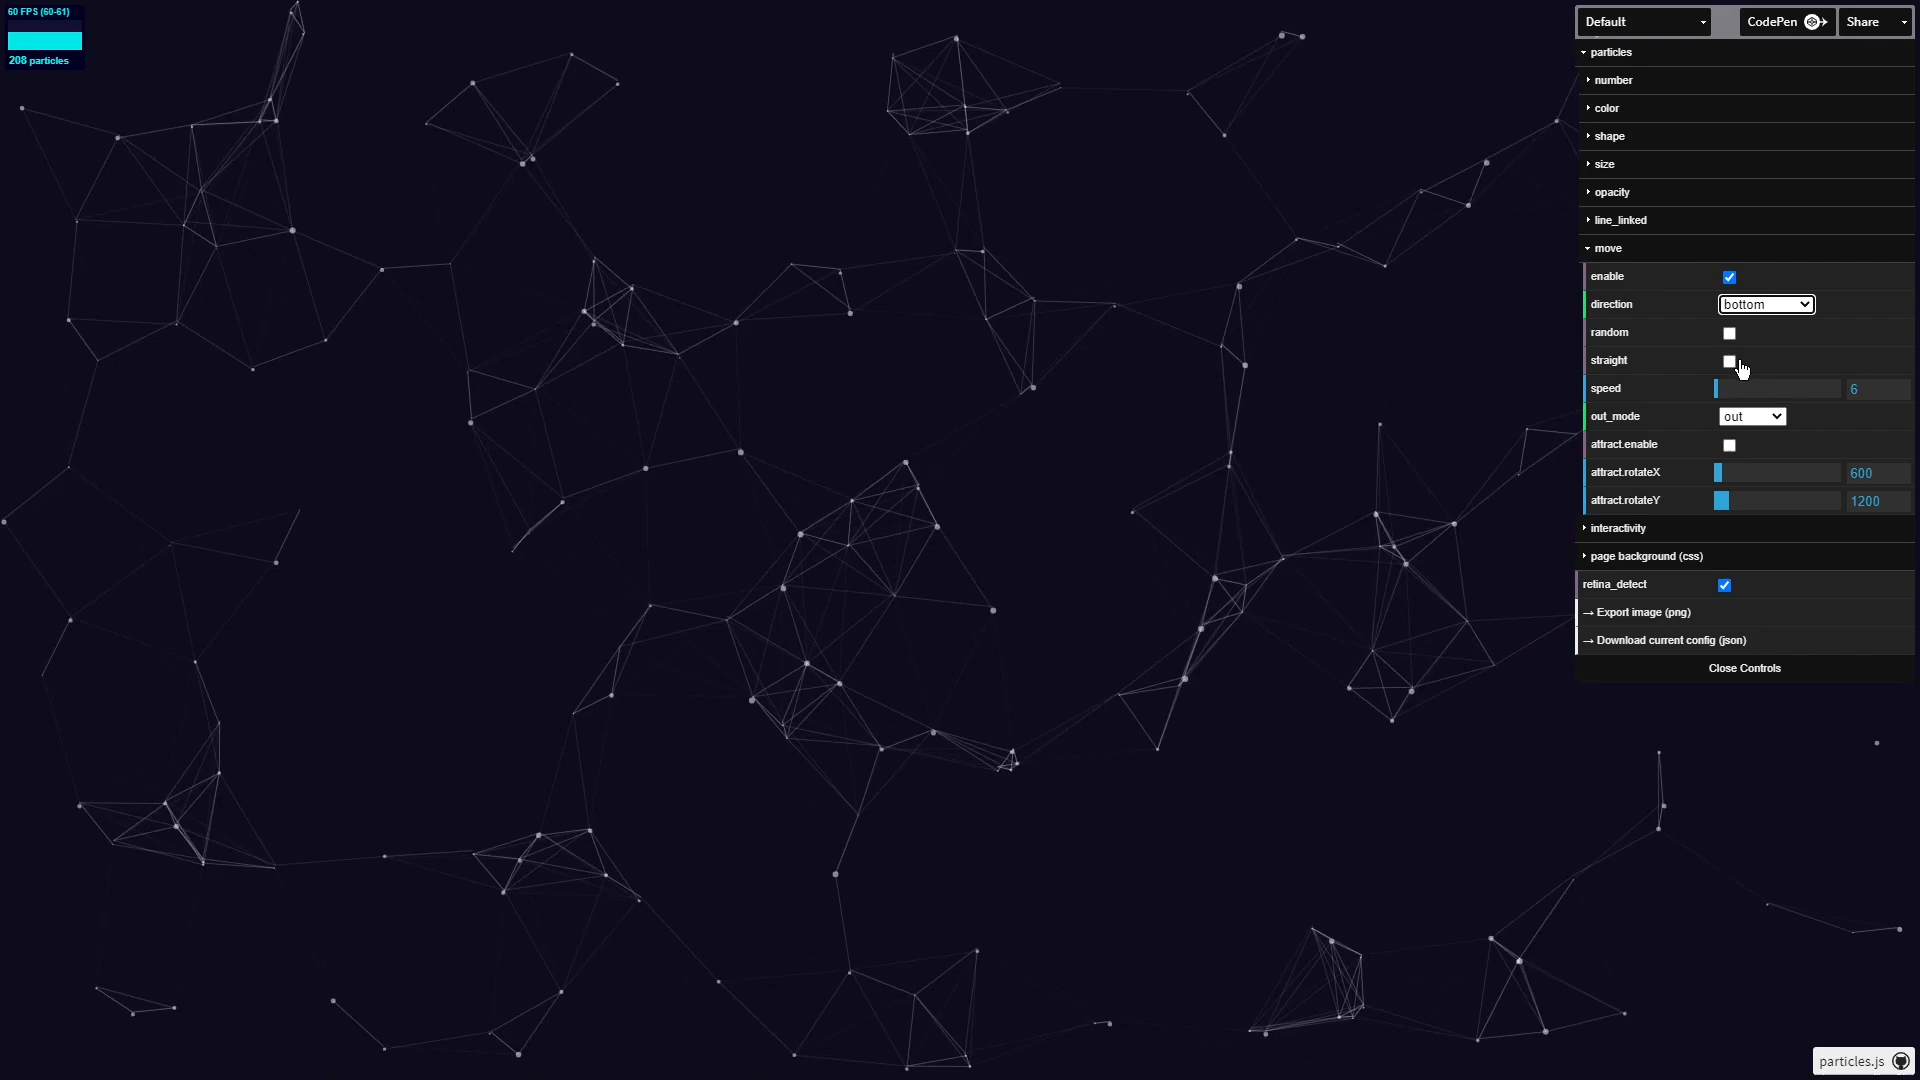 60 FPS (60-61)
208 particles
Default
CodePen
Share
particles
number
color
shape
size
opacity
line_linked
move
enable
direction bottom
random
straight
speed 6
out_mode out
attract.enable
attract.rotateX 600
attract.rotateY 1200
interactivity
page background (css)
retina_detect
→ Export image (png)
→ Download current config (json)
Close Controls
particles.js